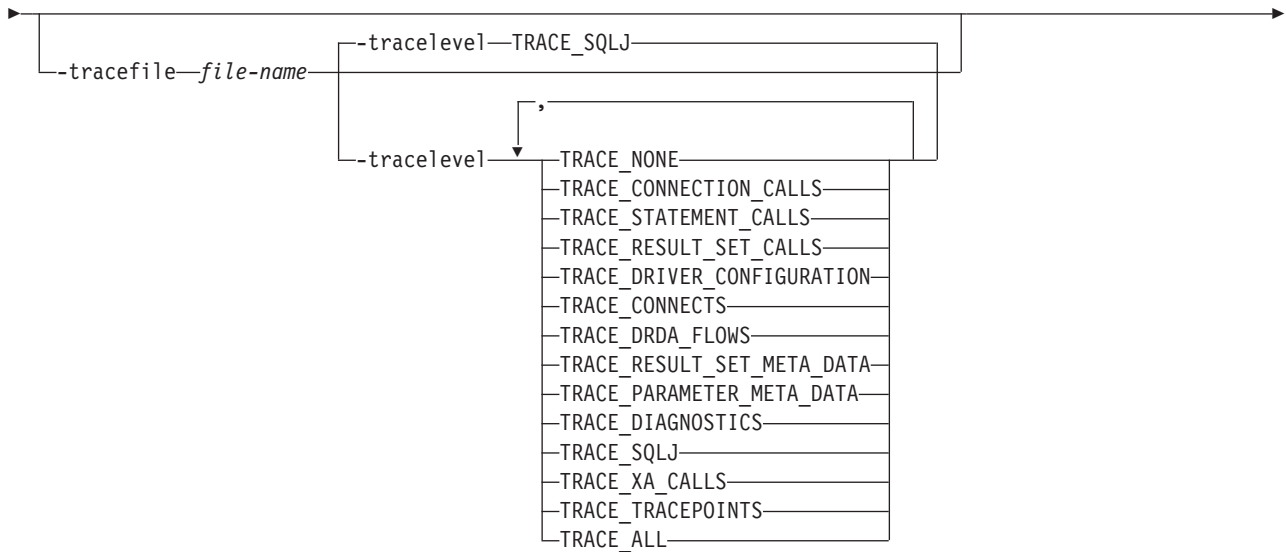 -tracelevel TRACE_SQLJ
-tracefile file-name
,
-tracelevel TRACE_NONE
TRACE_CONNECTION_CALLS
TRACE_STATEMENT_CALLS
TRACE_RESULT_SET_CALLS
TRACE_DRIVER_CONFIGURATION
TRACE_CONNECTS
TRACE_DRDA_FLOWS
TRACE_RESULT_SET_META_DATA
TRACE_PARAMETER_META_DATA
TRACE_DIAGNOSTICS
TRACE_SQLJ
TRACE_XA_CALLS
TRACE_TRACEPOINTS
TRACE_ALL